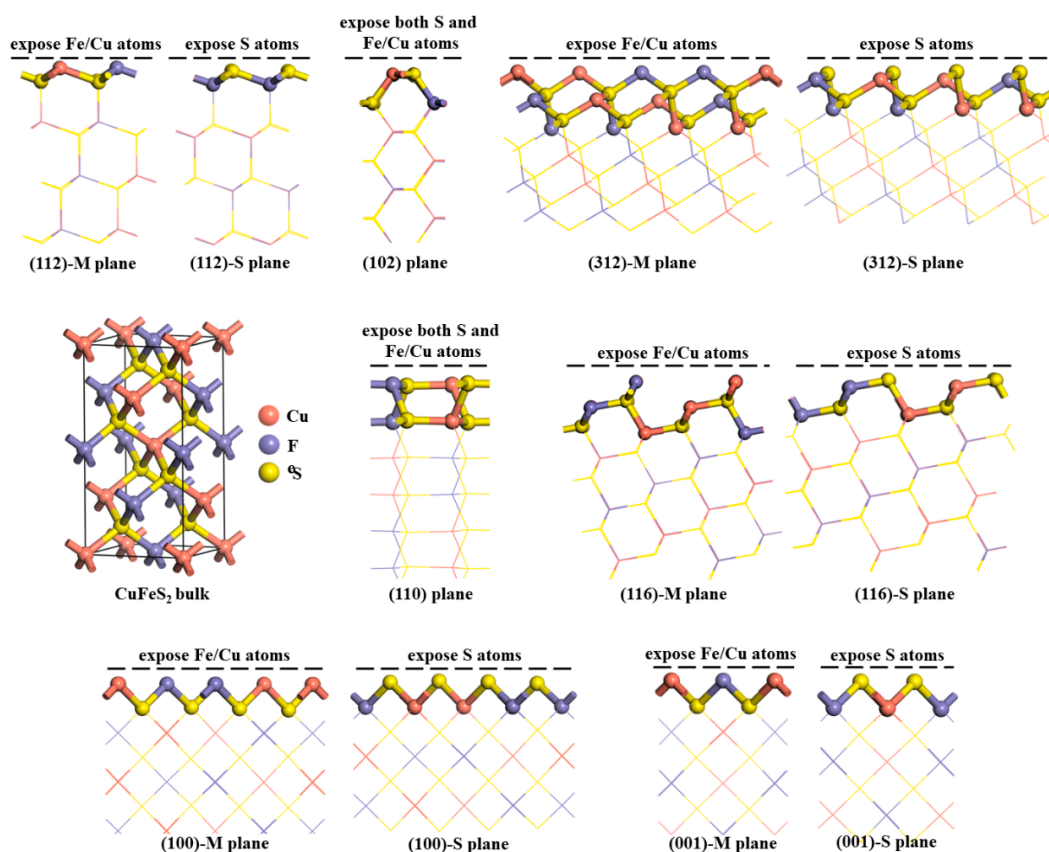 expose Fe/Cu atoms
expose S atoms
expose both S and
Fe/Cu atoms
expose Fe/Cu atoms
expose S atoms
(112)-M plane
(112)-S plane
(102) plane
(312)-M plane
(312)-S plane
Cu
F
eS
CuFeS2 bulk
expose both S and
Fe/Cu atoms
expose Fe/Cu atoms
expose S atoms
(110) plane
(116)-M plane
(116)-S plane
expose Fe/Cu atoms
expose S atoms
expose Fe/Cu atoms
expose S atoms
(100)-M plane
(100)-S plane
(001)-M plane
(001)-S plane